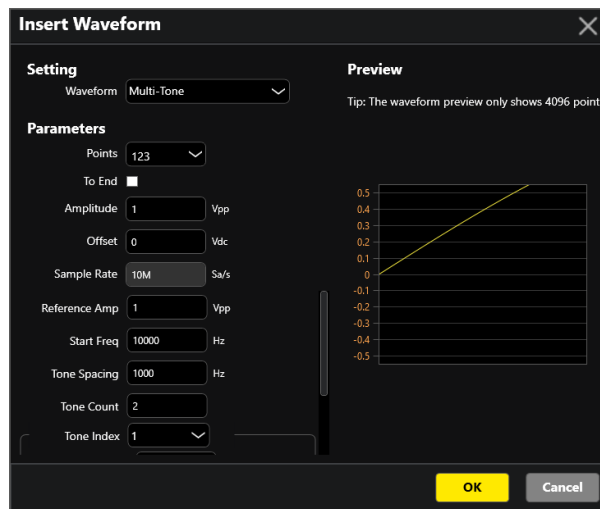 Insert Waveform
Setting
Waveform Multi-Tone
Parameters
Points 123
To End
Amplitude 1 Vpp
Offset 0 Vdc
Sample Rate 10M Sa/s
Reference Amp 1 Vpp
Start Freq 10000 Hz
Tone Spacing 1000 Hz
Tone Count 2
Tone Index 1
Preview
Tip: The waveform preview only shows 4096 point
0.5
0.4
0.3
0.2
0.1
0
-0.1
-0.2
-0.3
-0.4
-0.5
OK Cancel